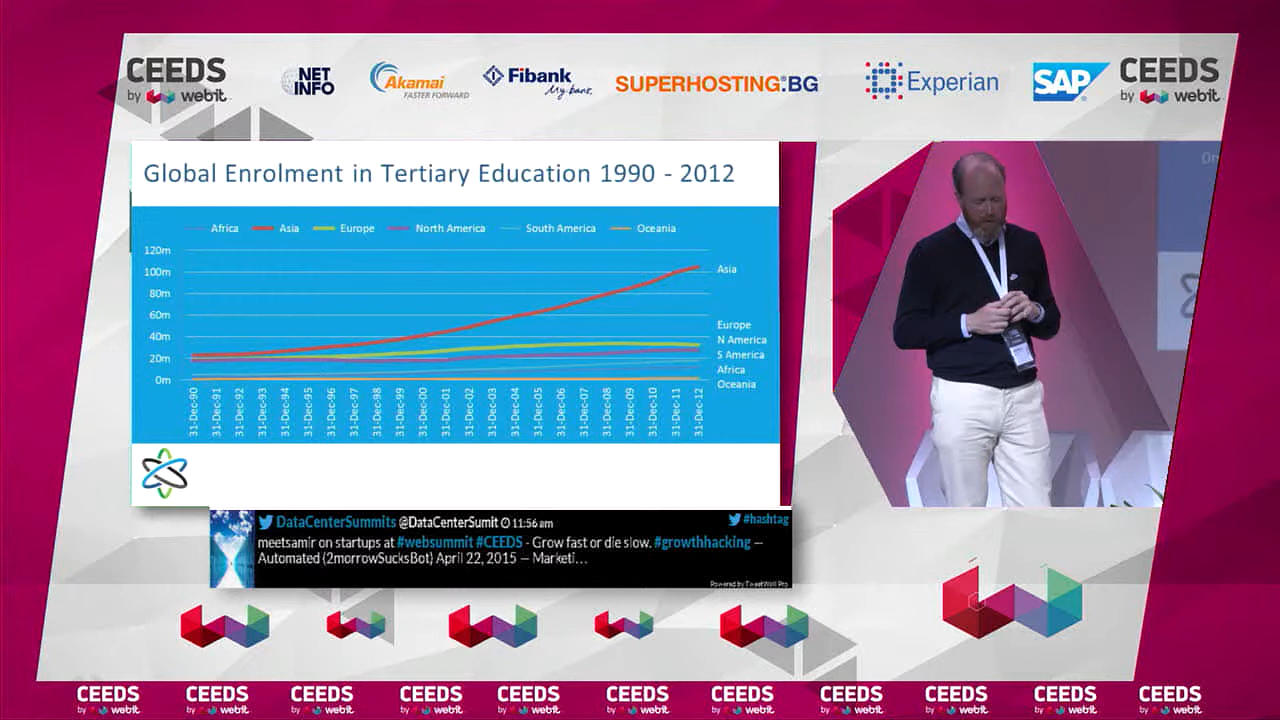 CEEDS
by webit
NET
INFO
Akamai
FASTER FORWARD
Fibank
My bank.
SUPERHOSTING.BG
Experian
SAP
CEEDS
by webit
Global Enrolment in Tertiary Education 1990 - 2012
Africa Asia Europe North America South America Oceania
120m
100m
80m
60m
40m
20m
0m
Asia
Europe
N America
S America
Africa
Oceania
31-Dec-90
31-Dec-91
31-Dec-92
31-Dec-93
31-Dec-94
31-Dec-95
31-Dec-96
31-Dec-97
31-Dec-98
31-Dec-99
31-Dec-00
31-Dec-01
31-Dec-02
31-Dec-03
31-Dec-04
31-Dec-05
31-Dec-06
31-Dec-07
31-Dec-08
31-Dec-09
31-Dec-10
31-Dec-11
31-Dec-12
DataCenterSummits @DataCenterSumit 11:56 am
#hashtag
meetsamir on startups at #websummit #CEEDS - Grow fast or die slow. #growthhacking —
Automated (2morrowSucksBot) April 22, 2015 — Marketi...
Powered by TweetWall Pro
CEEDS
by webit
CEEDS
by webit
CEEDS
by webit
CEEDS
by webit
CEEDS
by webit
CEEDS
by webit
CEEDS
by webit
CEEDS
by webit
CEEDS
by webit
CEEDS
by webit
CEEDS
by webit